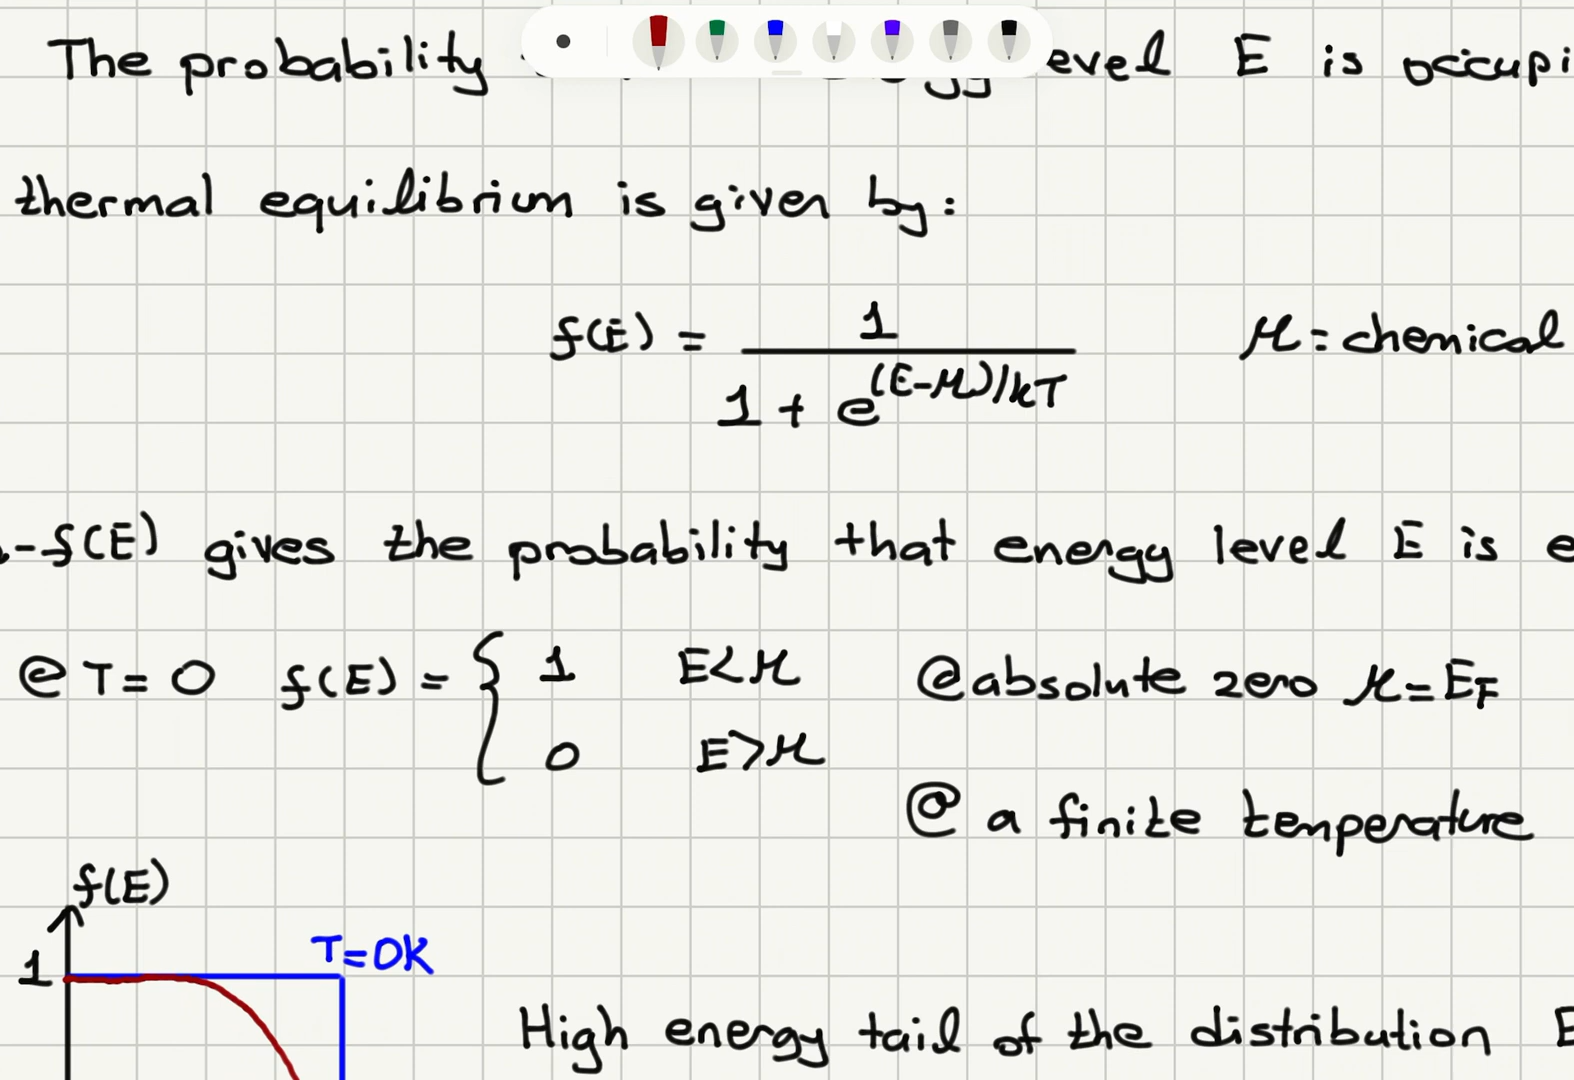 The probability evel E is occupi
thermal equilibrium is given by:
f(E) = 1 / (1 + e^((E-μ)/kT)) μ = chemical
-f(E) gives the probability that energy level E is e
@ T = 0 f(E) = { 1 E<μ @absolute zero μ = E_F
0 E>μ
@ a finite temperature
f(E)
T=0K
1
High energy tail of the distribution E